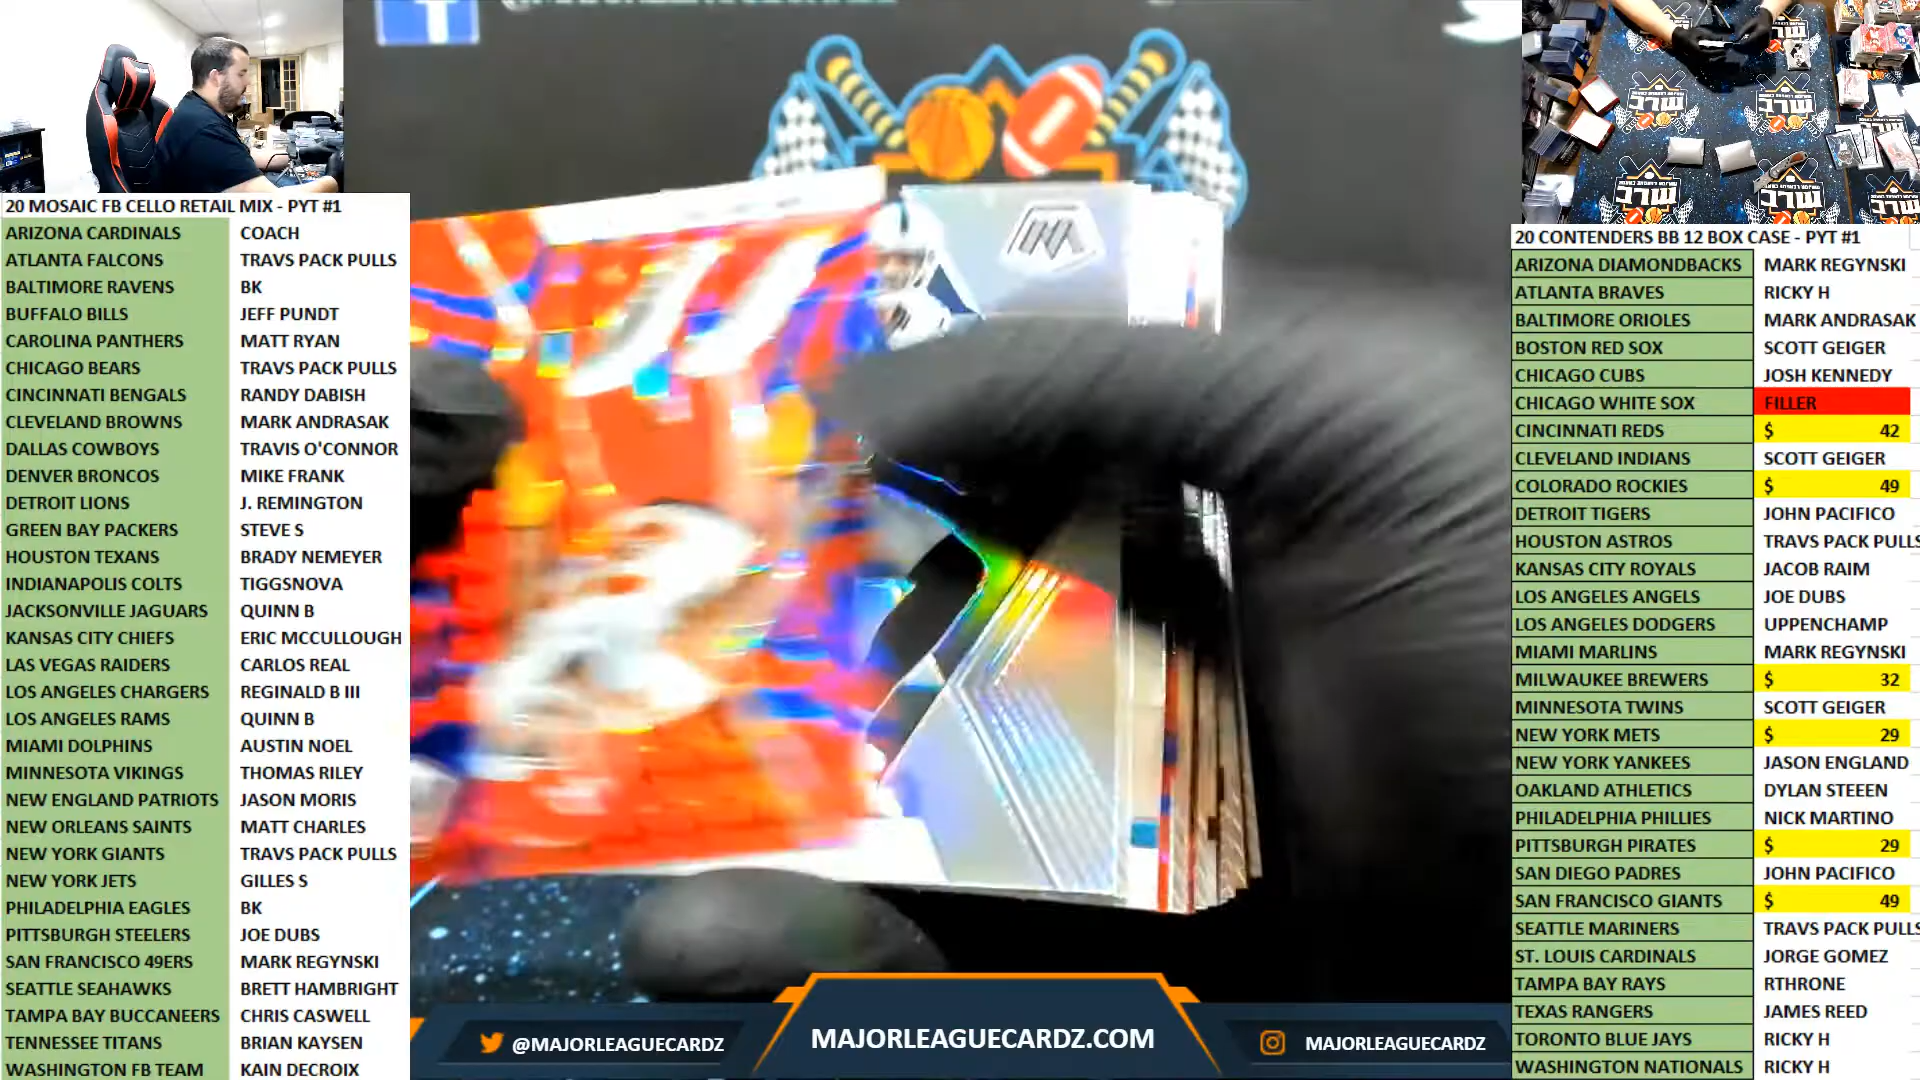 20 MOSAIC FB CELLO RETAIL MIX - PYT #1
ARIZONA CARDINALS COACH
ATLANTA FALCONS TRAVS PACK PULLS
BALTIMORE RAVENS BK
BUFFALO BILLS JEFF PUNDT
CAROLINA PANTHERS MATT RYAN
CHICAGO BEARS TRAVS PACK PULLS
CINCINNATI BENGALS RANDY DABISH
CLEVELAND BROWNS MARK ANDRASAK
DALLAS COWBOYS TRAVIS O'CONNOR
DENVER BRONCOS MIKE FRANK
DETROIT LIONS J. REMINGTON
GREEN BAY PACKERS STEVE S
HOUSTON TEXANS BRADY NEMEYER
INDIANAPOLIS COLTS TIGGSNOVA
JACKSONVILLE JAGUARS QUINN B
KANSAS CITY CHIEFS ERIC MCCULLOUGH
LAS VEGAS RAIDERS CARLOS REAL
LOS ANGELES CHARGERS REGINALD B III
LOS ANGELES RAMS QUINN B
MIAMI DOLPHINS AUSTIN NOEL
MINNESOTA VIKINGS THOMAS RILEY
NEW ENGLAND PATRIOTS JASON MORIS
NEW ORLEANS SAINTS MATT CHARLES
NEW YORK GIANTS TRAVS PACK PULLS
NEW YORK JETS GILLES S
PHILADELPHIA EAGLES BK
PITTSBURGH STEELERS JOE DUBS
SAN FRANCISCO 49ERS MARK REGYNSKI
SEATTLE SEAHAWKS BRETT HAMBRIGHT
TAMPA BAY BUCCANEERS CHRIS CASWELL
TENNESSEE TITANS BRIAN KAYSEN
WASHINGTON FB TEAM KAIN DECROIX
@MAJORLEAGUECARDZ
MAJORLEAGUECARDZ.COM
MAJORLEAGUECARDZ
20 CONTENDERS BB 12 BOX CASE - PYT #1
ARIZONA DIAMONDBACKS MARK REGYNSKI
ATLANTA BRAVES RICKY H
BALTIMORE ORIOLES MARK ANDRASAK
BOSTON RED SOX SCOTT GEIGER
CHICAGO CUBS JOSH KENNEDY
CHICAGO WHITE SOX FILLER
CINCINNATI REDS $ 42
CLEVELAND INDIANS SCOTT GEIGER
COLORADO ROCKIES $ 49
DETROIT TIGERS JOHN PACIFICO
HOUSTON ASTROS TRAVS PACK PULLS
KANSAS CITY ROYALS JACOB RAIM
LOS ANGELES ANGELS JOE DUBS
LOS ANGELES DODGERS UPPENCHAMP
MIAMI MARLINS MARK REGYNSKI
MILWAUKEE BREWERS $ 32
MINNESOTA TWINS SCOTT GEIGER
NEW YORK METS $ 29
NEW YORK YANKEES JASON ENGLAND
OAKLAND ATHLETICS DYLAN STEEEN
PHILADELPHIA PHILLIES NICK MARTINO
PITTSBURGH PIRATES $ 29
SAN DIEGO PADRES JOHN PACIFICO
SAN FRANCISCO GIANTS $ 49
SEATTLE MARINERS TRAVS PACK PULLS
ST. LOUIS CARDINALS JORGE GOMEZ
TAMPA BAY RAYS RTHRONE
TEXAS RANGERS JAMES REED
TORONTO BLUE JAYS RICKY H
WASHINGTON NATIONALS RICKY H